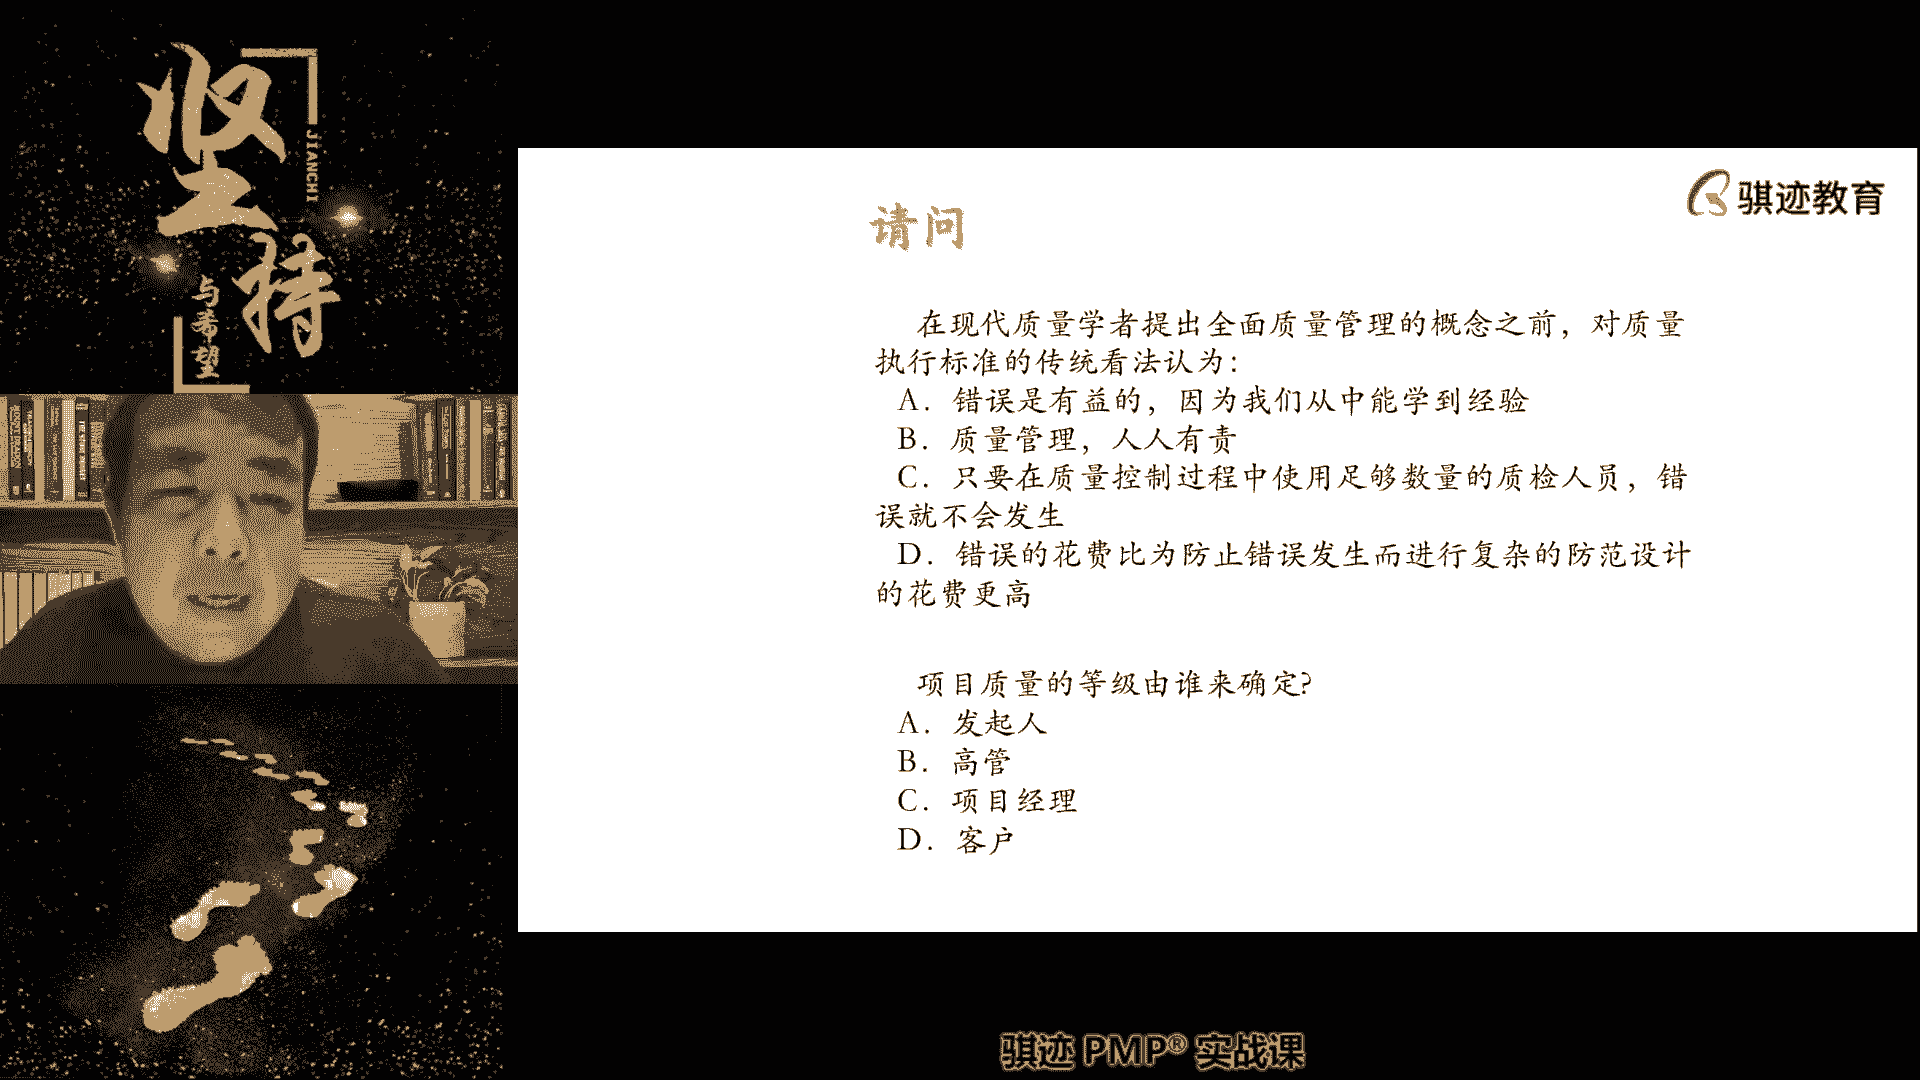 坚持
JIANCHI
与希望
骐迹教育
请问
在现代质量学者提出全面质量管理的概念之前，对质量
执行标准的传统看法认为：
A．错误是有益的，因为我们从中能学到经验
B．质量管理，人人有责
C．只要在质量控制过程中使用足够数量的质检人员，错
误就不会发生
D．错误的花费比为防止错误发生而进行复杂的防范设计
的花费更高
项目质量的等级由谁来确定?
A．发起人
B．高管
C．项目经理
D．客户
骐迹 PMP® 实战课